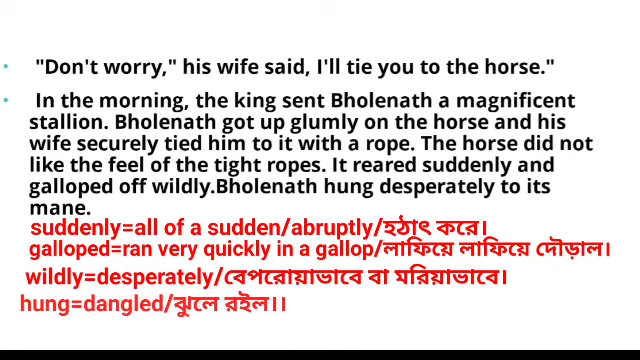 • "Don't worry," his wife said, I'll tie you to the horse."
• In the morning, the king sent Bholenath a magnificent
stallion. Bholenath got up glumly on the horse and his
wife securely tied him to it with a rope. The horse did not
like the feel of the tight ropes. It reared suddenly and
galloped off wildly.Bholenath hung desperately to its
mane.
suddenly=all of a sudden/abruptly/হঠাৎ করে।
galloped=ran very quickly in a gallop/লাফিয়ে লাফিয়ে দৌড়াল।
wildly=desperately/বেপরোয়াভাবে বা মরিয়াভাবে।
hung=dangled/ঝুলে রইল।।